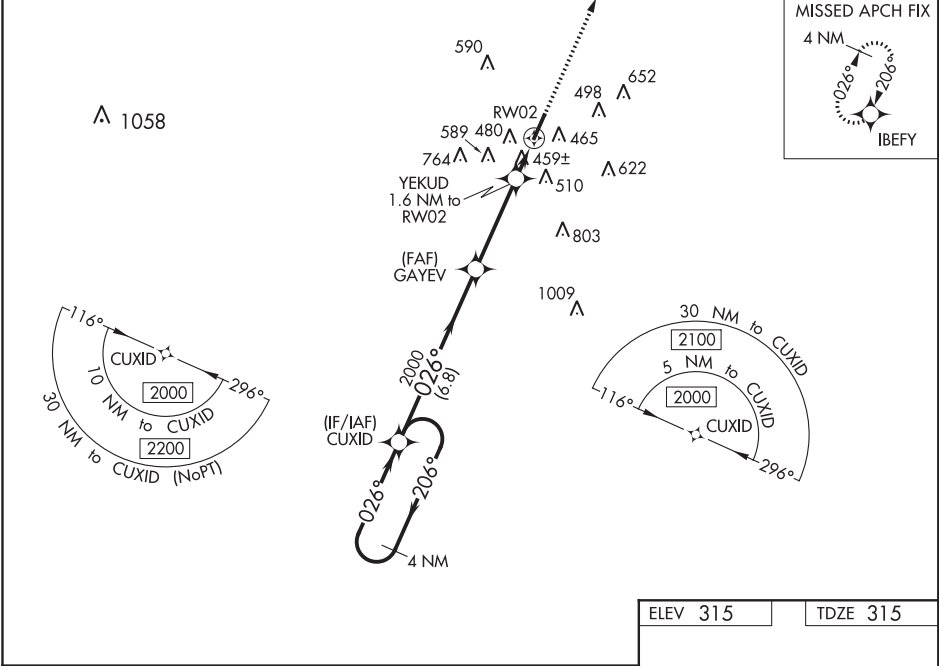 MISSED APCH FIX
4 NM
026°
206°
IBEFY
590
652
498
1058
RW02
589
480
465
764
459±
622
510
YEKUD
1.6 NM to
RW02
803
(FAF)
GAYEV
1009
116°
CUXID
296°
10 NM to CUXID
2000
30 NM to CUXID (NoPT)
2200
30 NM to CUXID
2100
5 NM to CUXID
2000
116°
CUXID
296°
2000
026°
(6.8)
(IF/IAF)
CUXID
026°
206°
4 NM
ELEV 315
TDZE 315